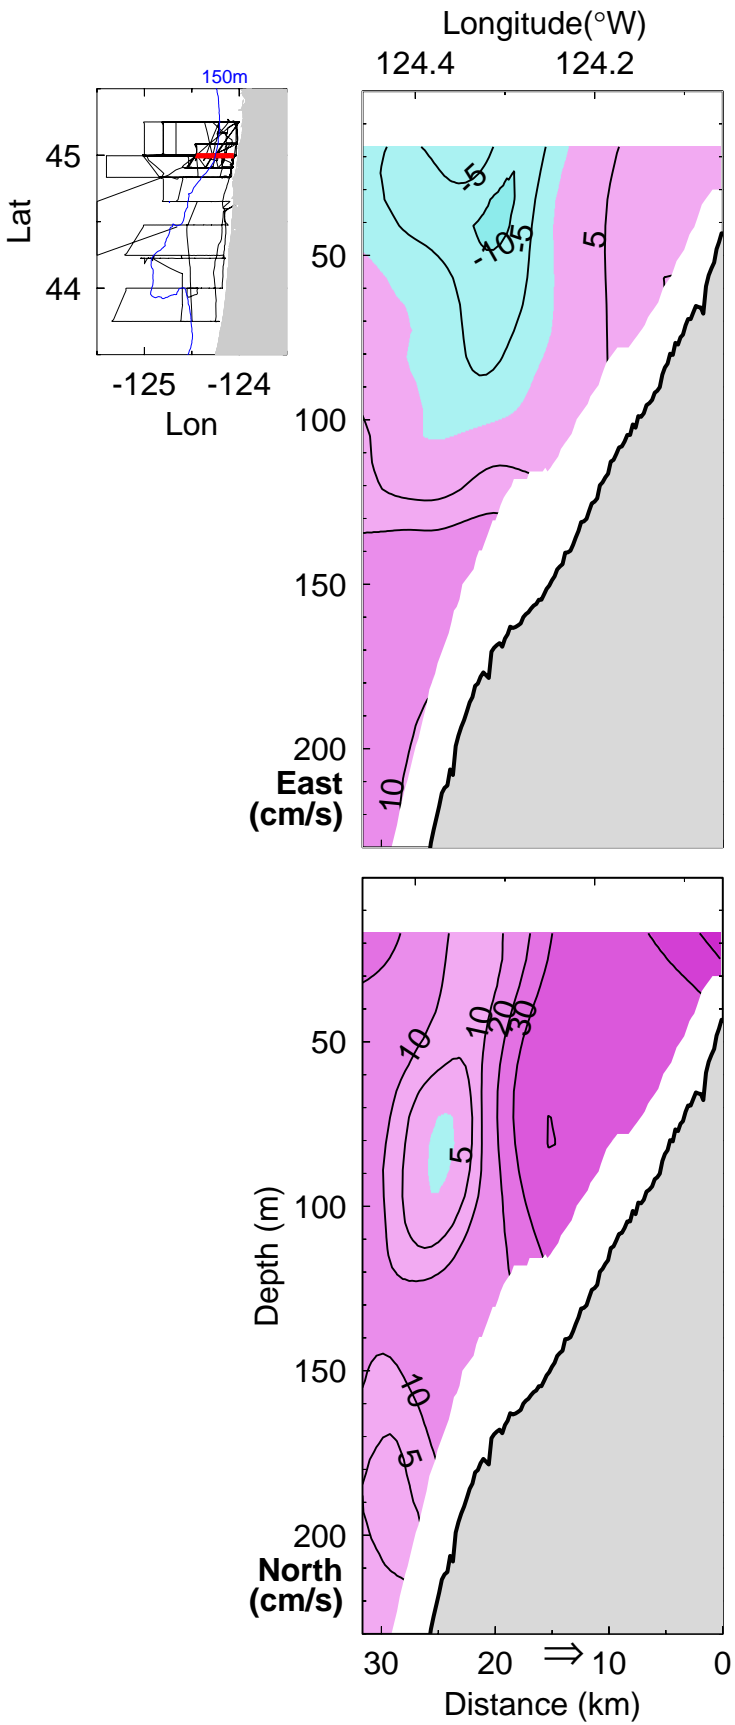 Longitude(°W)
124.4 124.2
150m
45
44
Lat
-125 -124
Lon
-5
-10
-5
5
10
50
100
150
200
East
(cm/s)
10
10
20
30
5
10
5
50
100
150
200
Depth (m)
North
(cm/s)
30 20 ⇒ 10 0
Distance (km)